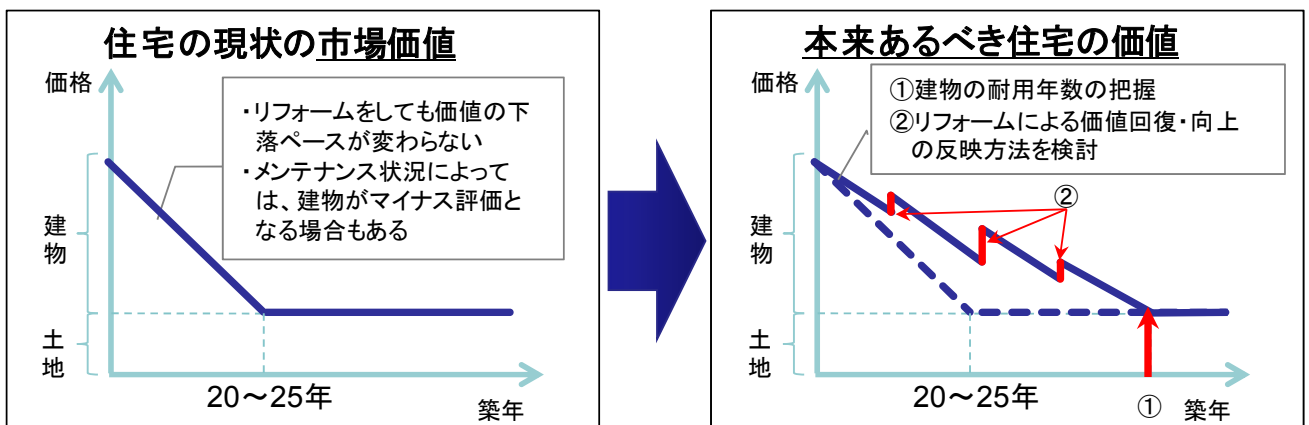 住宅の現状の市場価値
価格
・リフォームをしても価値の下
落ペースが変わらない
・メンテナンス状況によって
は、建物がマイナス評価と
なる場合もある
建
物
土
地
20～25年
築年
本来あるべき住宅の価値
価格
①建物の耐用年数の把握
②リフォームによる価値回復・向上
の反映方法を検討
②
建
物
土
地
20～25年
①
築年